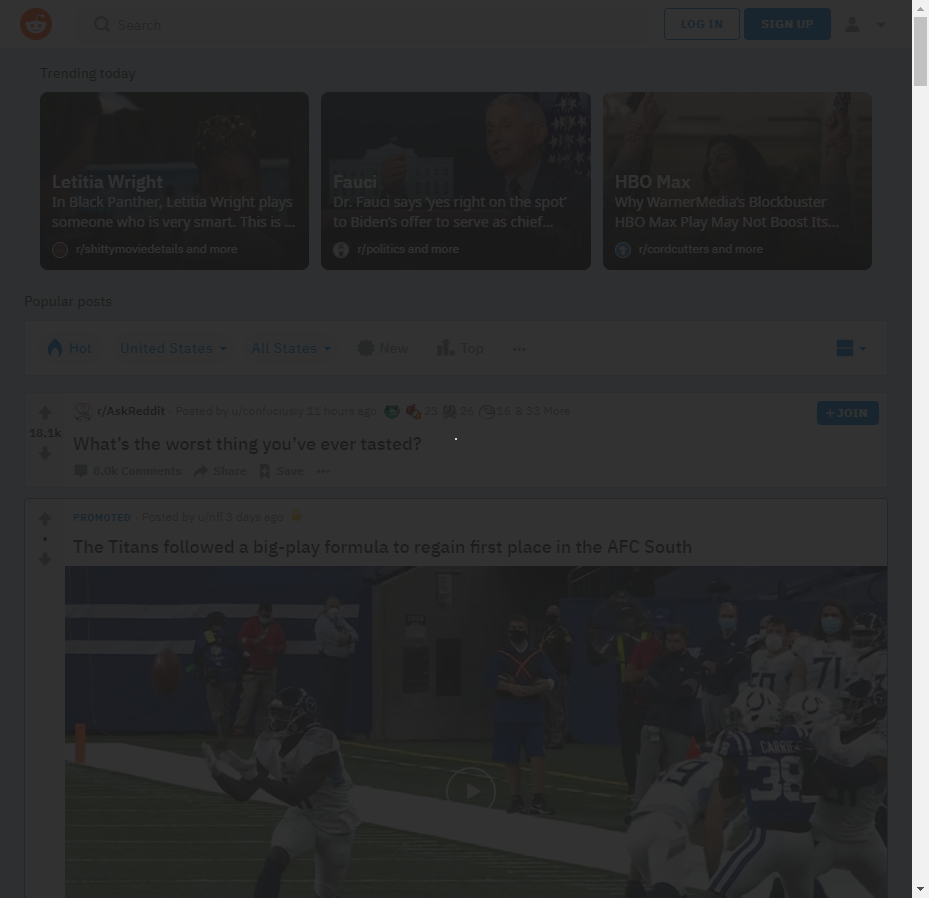 Search
LOG IN
SIGN UP
Trending today
Letitia Wright
In Black Panther, Letitia Wright plays
someone who is very smart. This is ...
r/shittymoviedetails and more
Fauci
Dr. Fauci says 'yes right on the spot'
to Biden's offer to serve as chief...
r/politics and more
HBO Max
Why WarnerMedia's Blockbuster
HBO Max Play May Not Boost Its...
r/cordcutters and more
Popular posts
Hot
United States
All States
New
Top
r/AskReddit · Posted by u/confuciusly 11 hours ago 25 26 16 & 33 More
+ JOIN
18.1k
What's the worst thing you've ever tasted?
8.0k Comments
Share
Save
PROMOTED · Posted by u/nfl 3 days ago
The Titans followed a big-play formula to regain first place in the AFC South
71
CARRIE
38